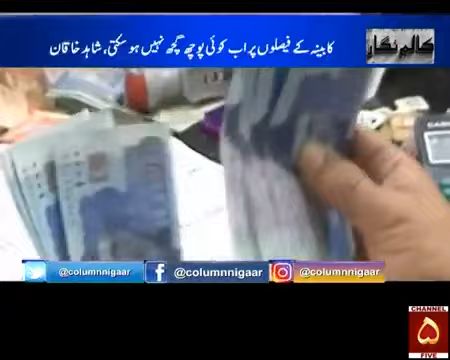 کابینہ کے فیصلوں پر اب کوئی پوچھ گچھ نہیں ہو سکتی، شاہد خاقان
کالم نگار
@columnnigaar
@columnnigaar
@columnnigaar
CHANNEL
۵
FIVE